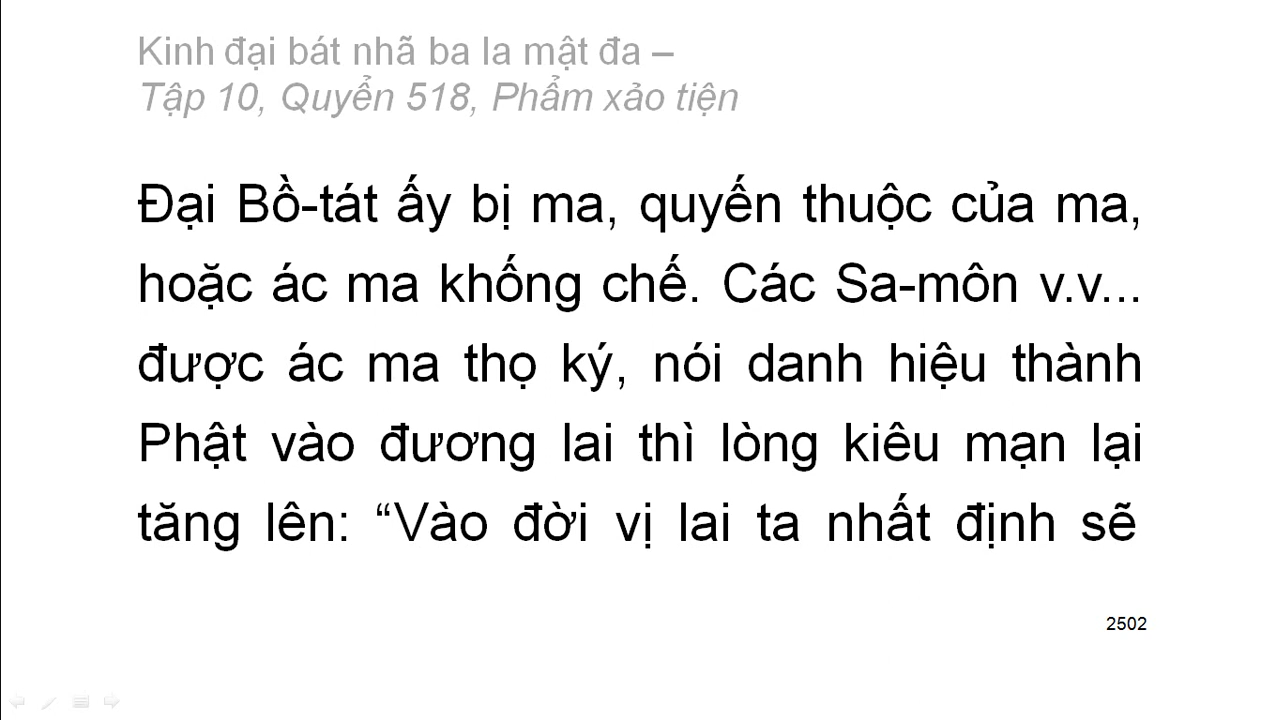 Kinh đại bát nhã ba la mật đa –
Tập 10, Quyển 518, Phẩm xảo tiện
Đại Bồ-tát ấy bị ma, quyến thuộc của ma,
hoặc ác ma khống chế. Các Sa-môn v.v...
được ác ma thọ ký, nói danh hiệu thành
Phật vào đương lai thì lòng kiêu mạn lại
tăng lên: “Vào đời vị lai ta nhất định sẽ
2502